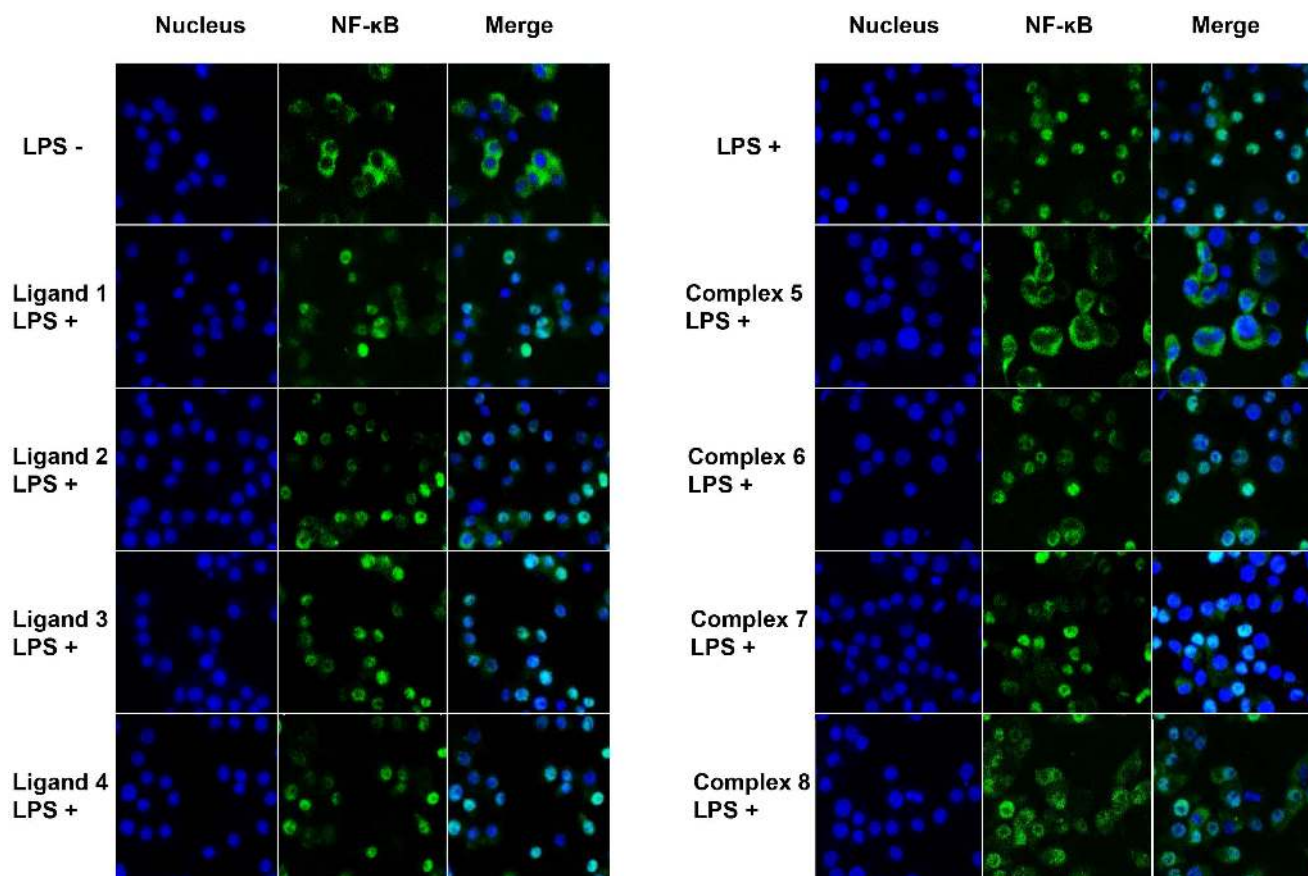 Nucleus NF-κB Merge
LPS -
Ligand 1
LPS +
Ligand 2
LPS +
Ligand 3
LPS +
Ligand 4
LPS +
Nucleus NF-κB Merge
LPS +
Complex 5
LPS +
Complex 6
LPS +
Complex 7
LPS +
Complex 8
LPS +